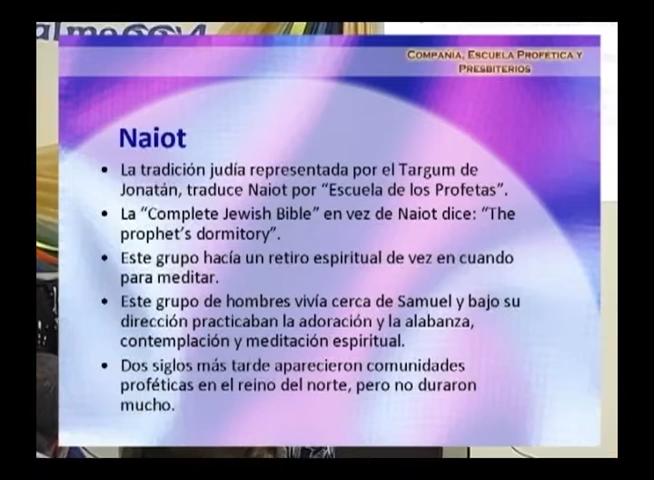 COMPAÑIA, ESCUELA PROFETICA Y
PRESBITERIOS
Naiot
• La tradición judía representada por el Targum de
Jonatán, traduce Naiot por “Escuela de los Profetas”.
• La “Complete Jewish Bible” en vez de Naiot dice: “The
prophet’s dormitory”.
• Este grupo hacía un retiro espiritual de vez en cuando
para meditar.
• Este grupo de hombres vivía cerca de Samuel y bajo su
dirección practicaban la adoración y la alabanza,
contemplación y meditación espiritual.
• Dos siglos más tarde aparecieron comunidades
proféticas en el reino del norte, pero no duraron
mucho.